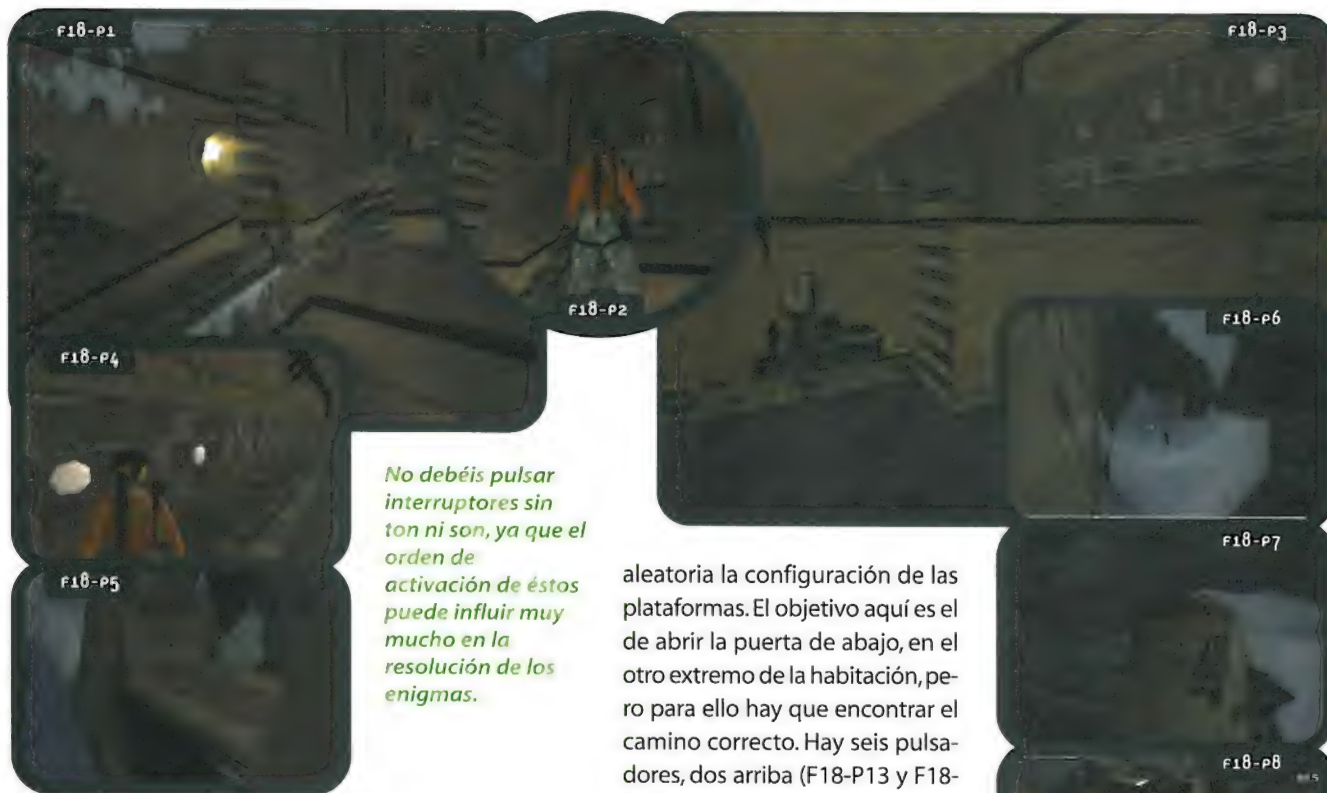 F18-P1
F18-P2
F18-P3
F18-P4
F18-P5
F18-P6
F18-P7
F18-P8
No debéis pulsar
interruptores sin
ton ni son, ya que el
orden de
activación de éstos
puede influir muy
mucho en la
resolución de los
enigmas.
aleatoria la configuración de las
plataformas. El objetivo aquí es el
de abrir la puerta de abajo, en el
otro extremo de la habitación, pe-
ro para ello hay que encontrar el
camino correcto. Hay seis pulsa-
dores, dos arriba (F18-P13 y F18-